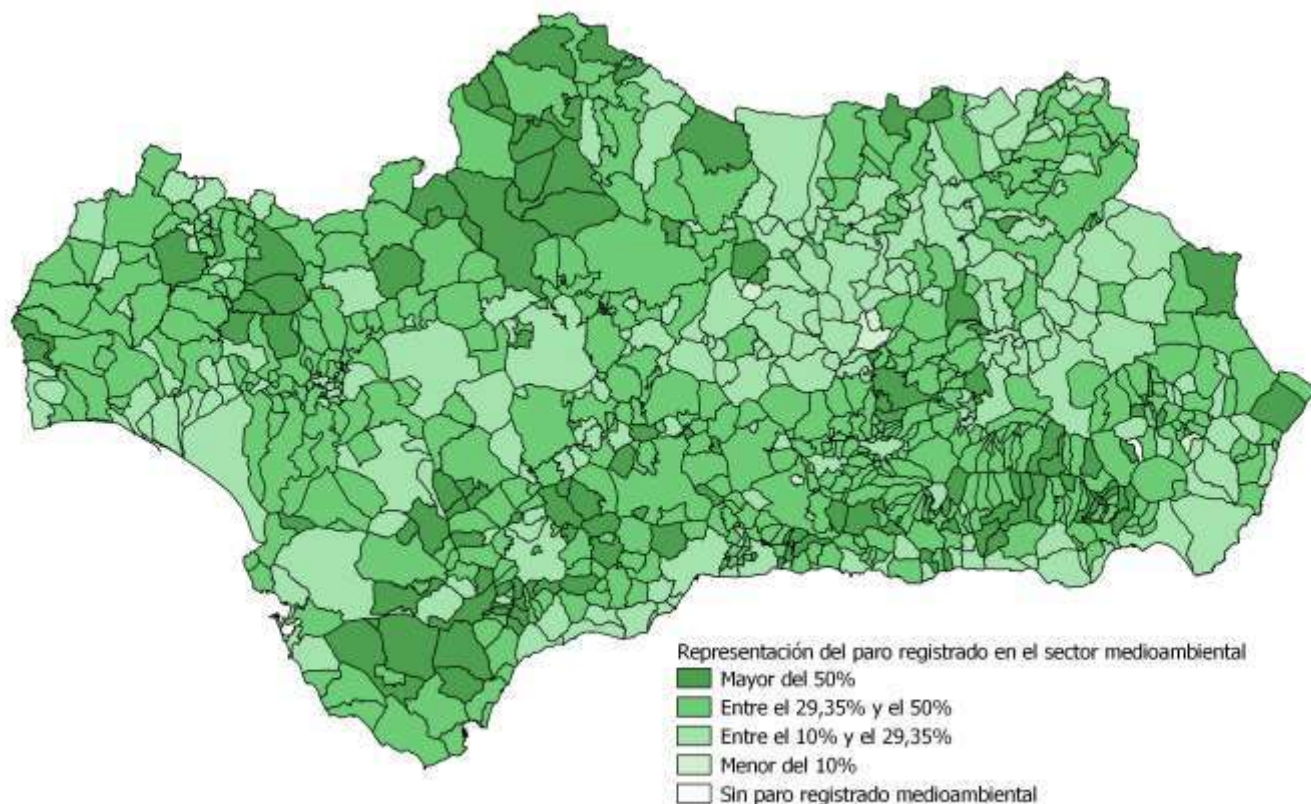 Representación del paro registrado en el sector medioambiental
Mayor del 50%
Entre el 29,35% y el 50%
Entre el 10% y el 29,35%
Menor del 10%
Sin paro registrado medioambiental